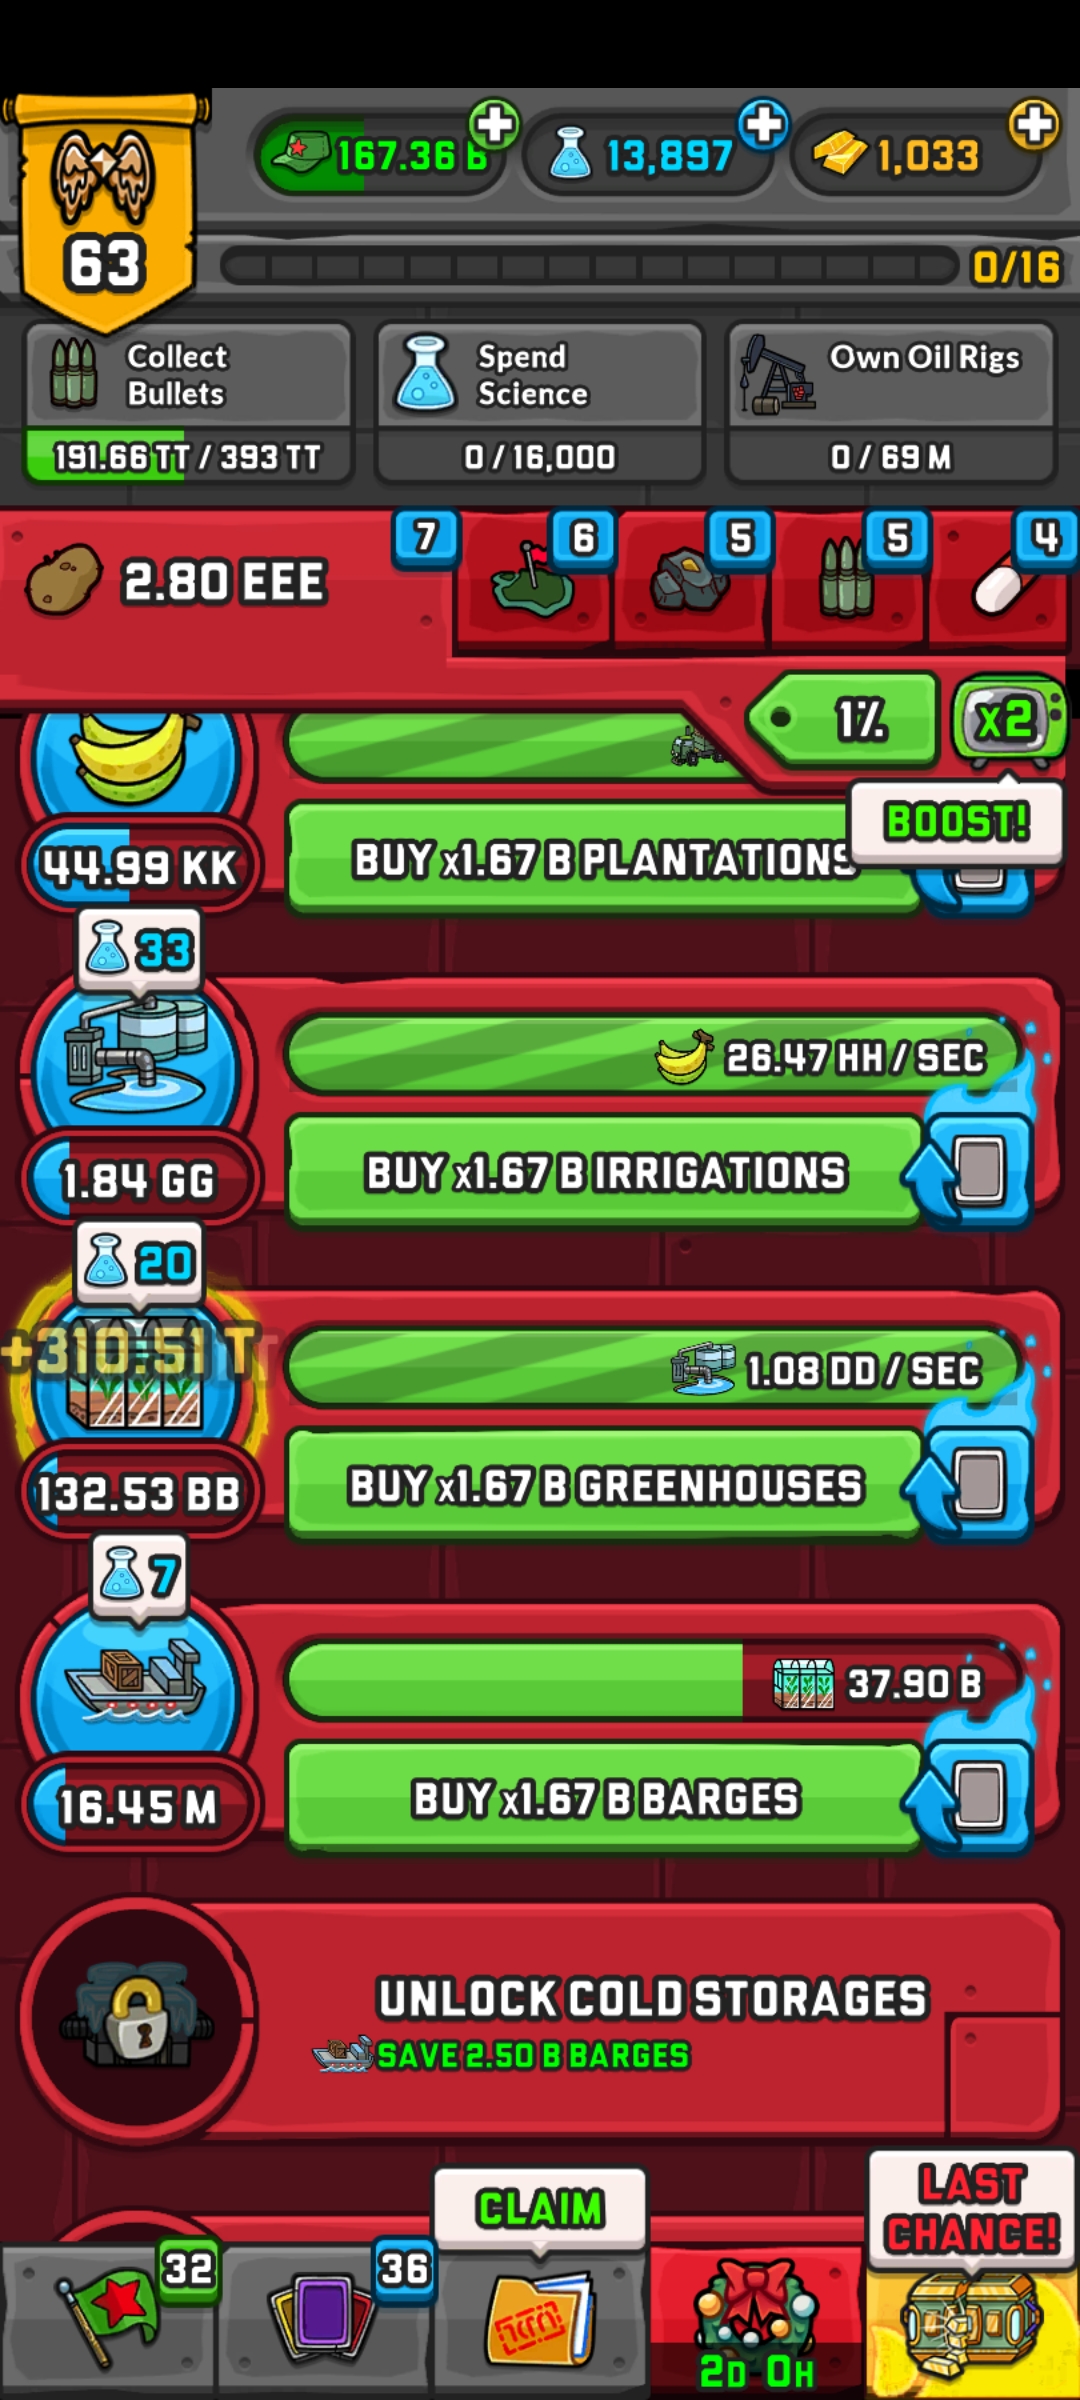 167.36 B
13,897
1,033
63
0/16
Collect
Bullets
191.66 TT / 393 TT
Spend
Science
0 / 16,000
Own Oil Rigs
0 / 69 M
2.80 EEE
7
6
5
5
4
1%
x2
BOOST!
44.99 KK
BUY x1.67 B PLANTATIONS
33
26.47 HH / SEC
1.84 GG
BUY x1.67 B IRRIGATIONS
20
+310.51 T
1.08 DD / SEC
132.53 BB
BUY x1.67 B GREENHOUSES
7
37.90 B
16.45 M
BUY x1.67 B BARGES
UNLOCK COLD STORAGES
SAVE 2.50 B BARGES
CLAIM
LAST
CHANCE!
32
36
2D 0H